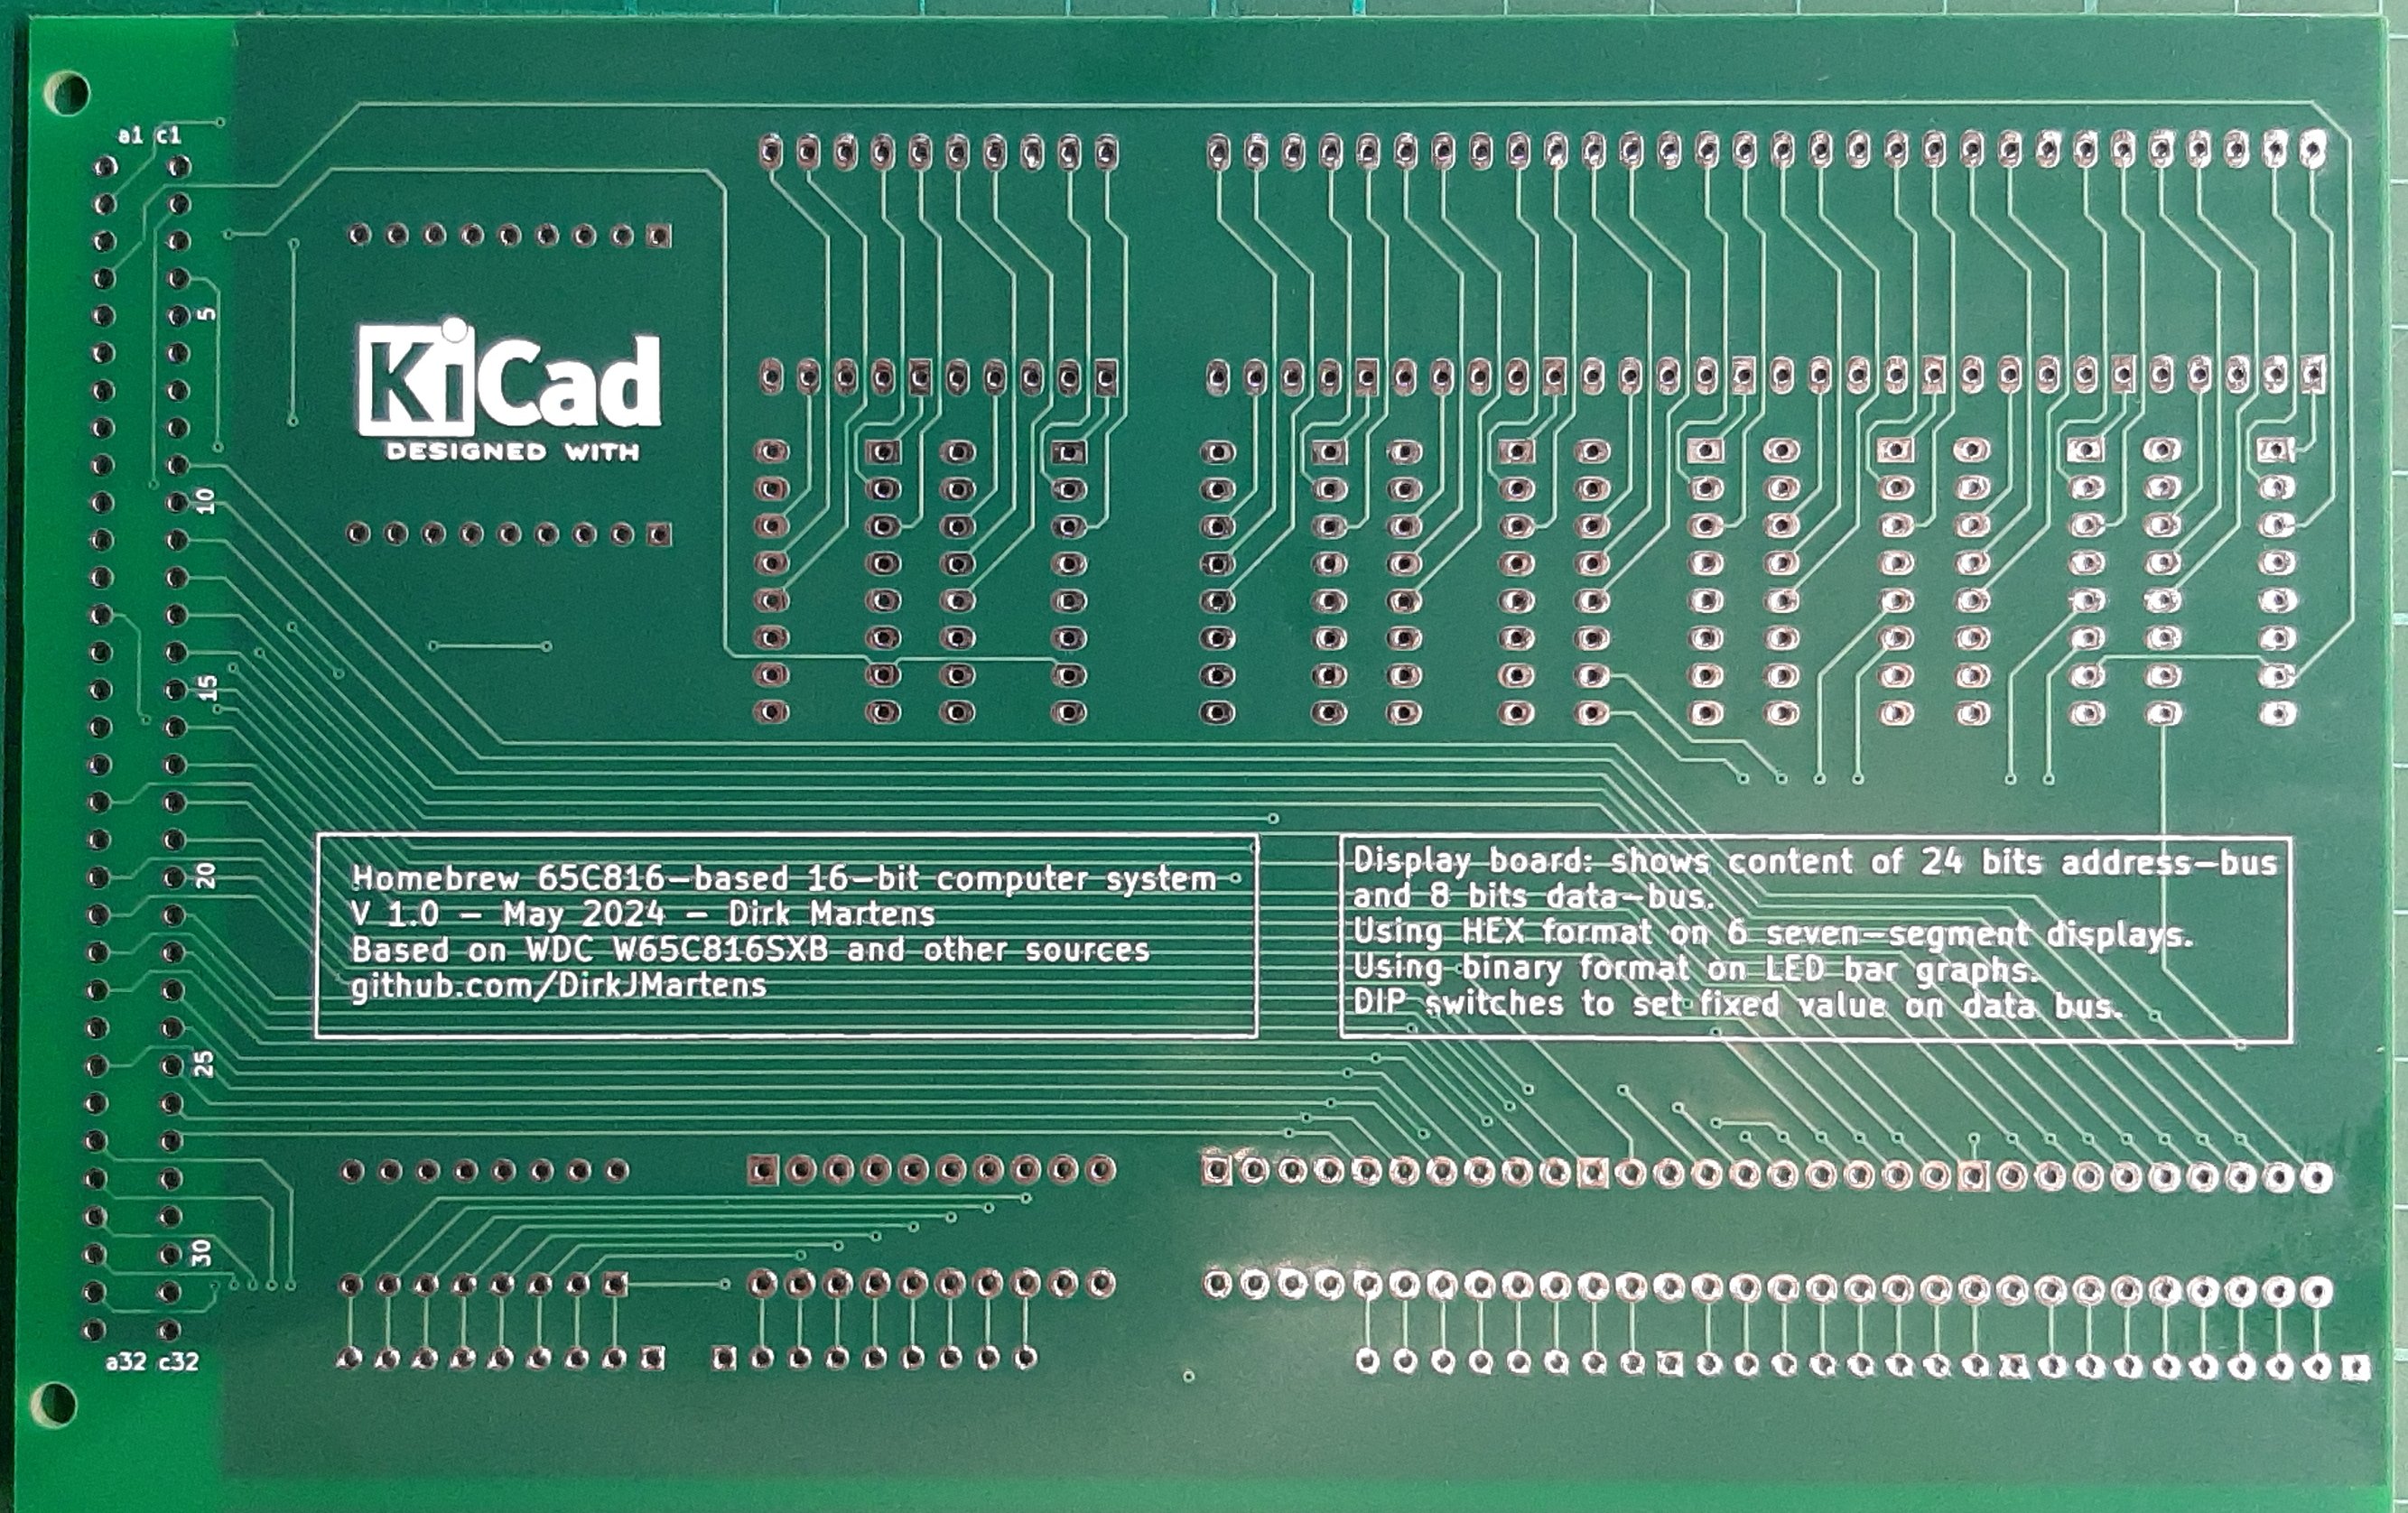 a1 c1
5
KiCad
DESIGNED WITH
10
15
20
Homebrew 65C816-based 16-bit computer system
V 1.0 - May 2024 - Dirk Martens
Based on WDC W65C816SXB and other sources
github.com/DirkJMartens
Display board: shows content of 24 bits address-bus
and 8 bits data-bus.
Using HEX format on 6 seven-segment displays.
Using binary format on LED bar graphs.
DIP switches to set fixed value on data bus.
25
30
a32 c32